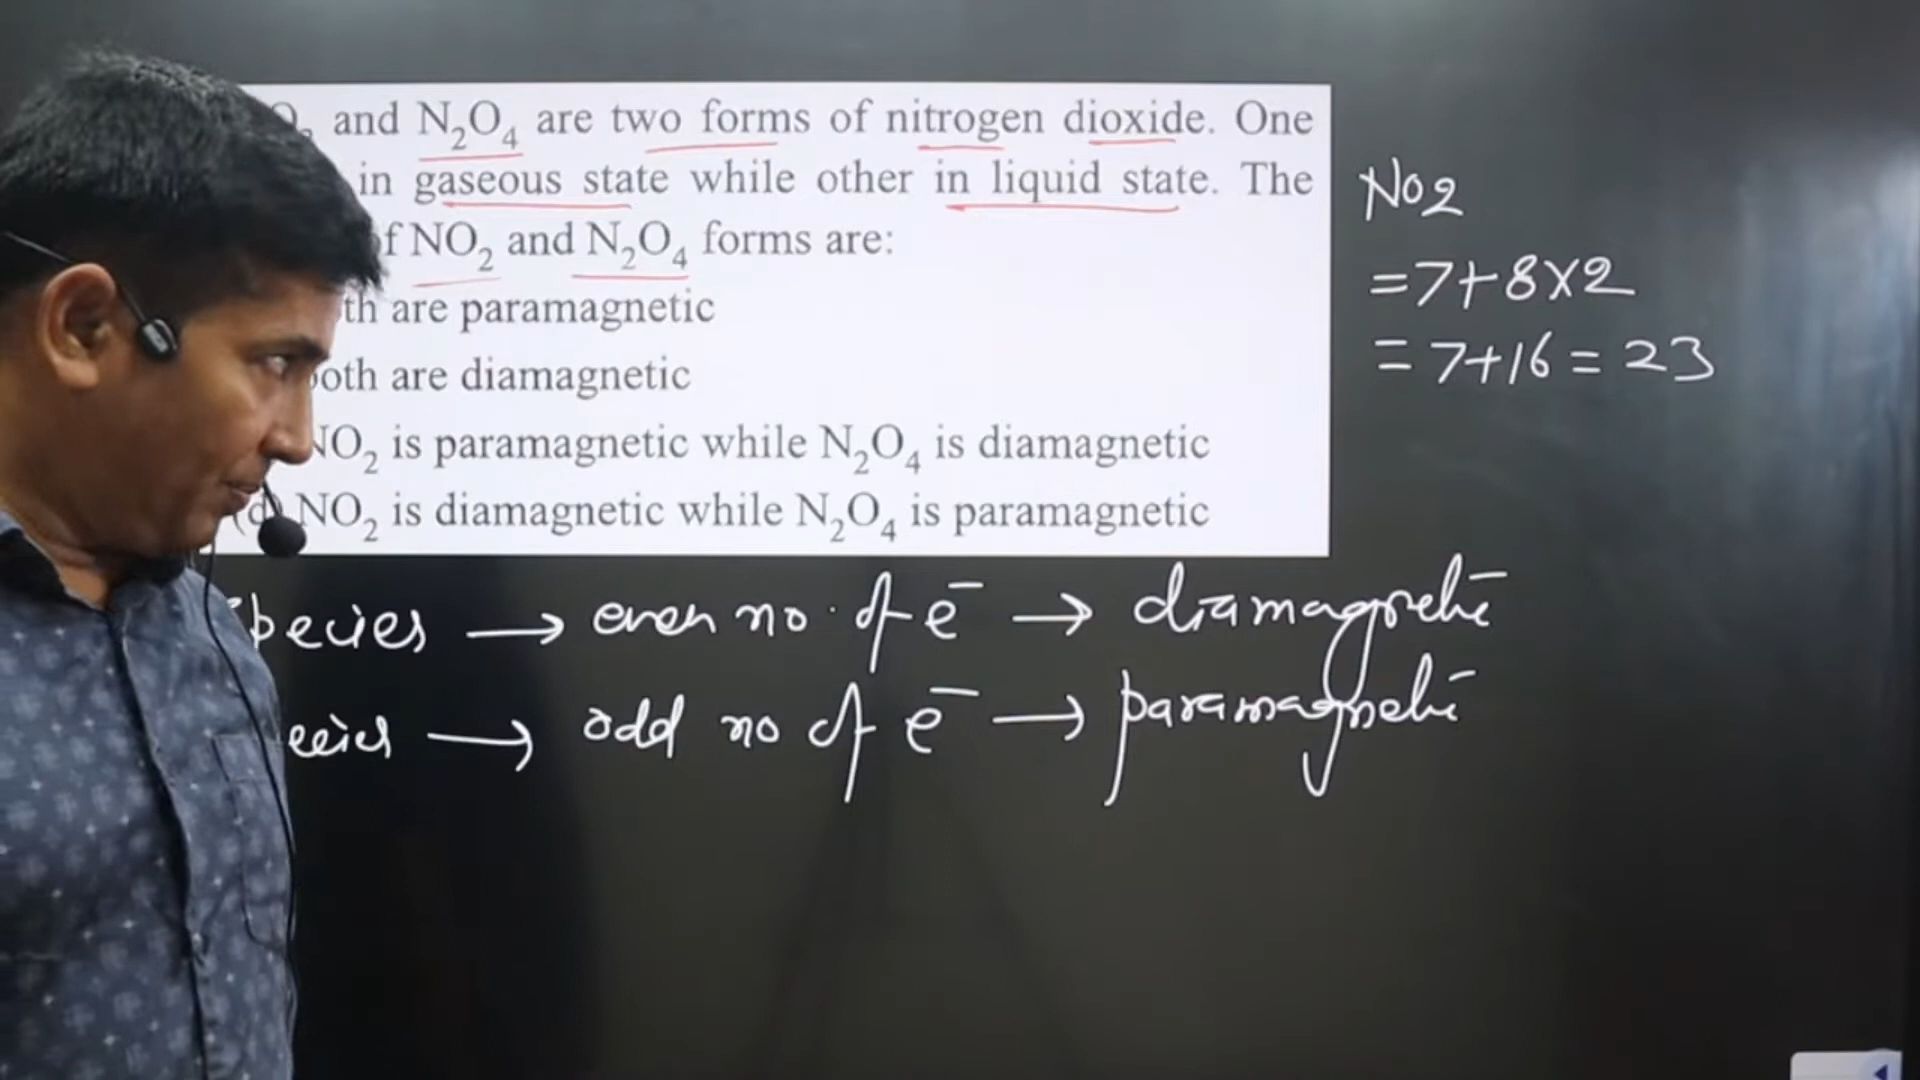 and N₂O₄ are two forms of nitrogen dioxide. One
in gaseous state while other in liquid state. The
f NO₂ and N₂O₄ forms are:
th are paramagnetic
oth are diamagnetic
NO₂ is paramagnetic while N₂O₄ is diamagnetic
(d) NO₂ is diamagnetic while N₂O₄ is paramagnetic
NO2
=7+8×2
=7+16=23
pecies → even no. of e⁻ → diamagnetic
ecies → odd no of e⁻ → paramagnetic